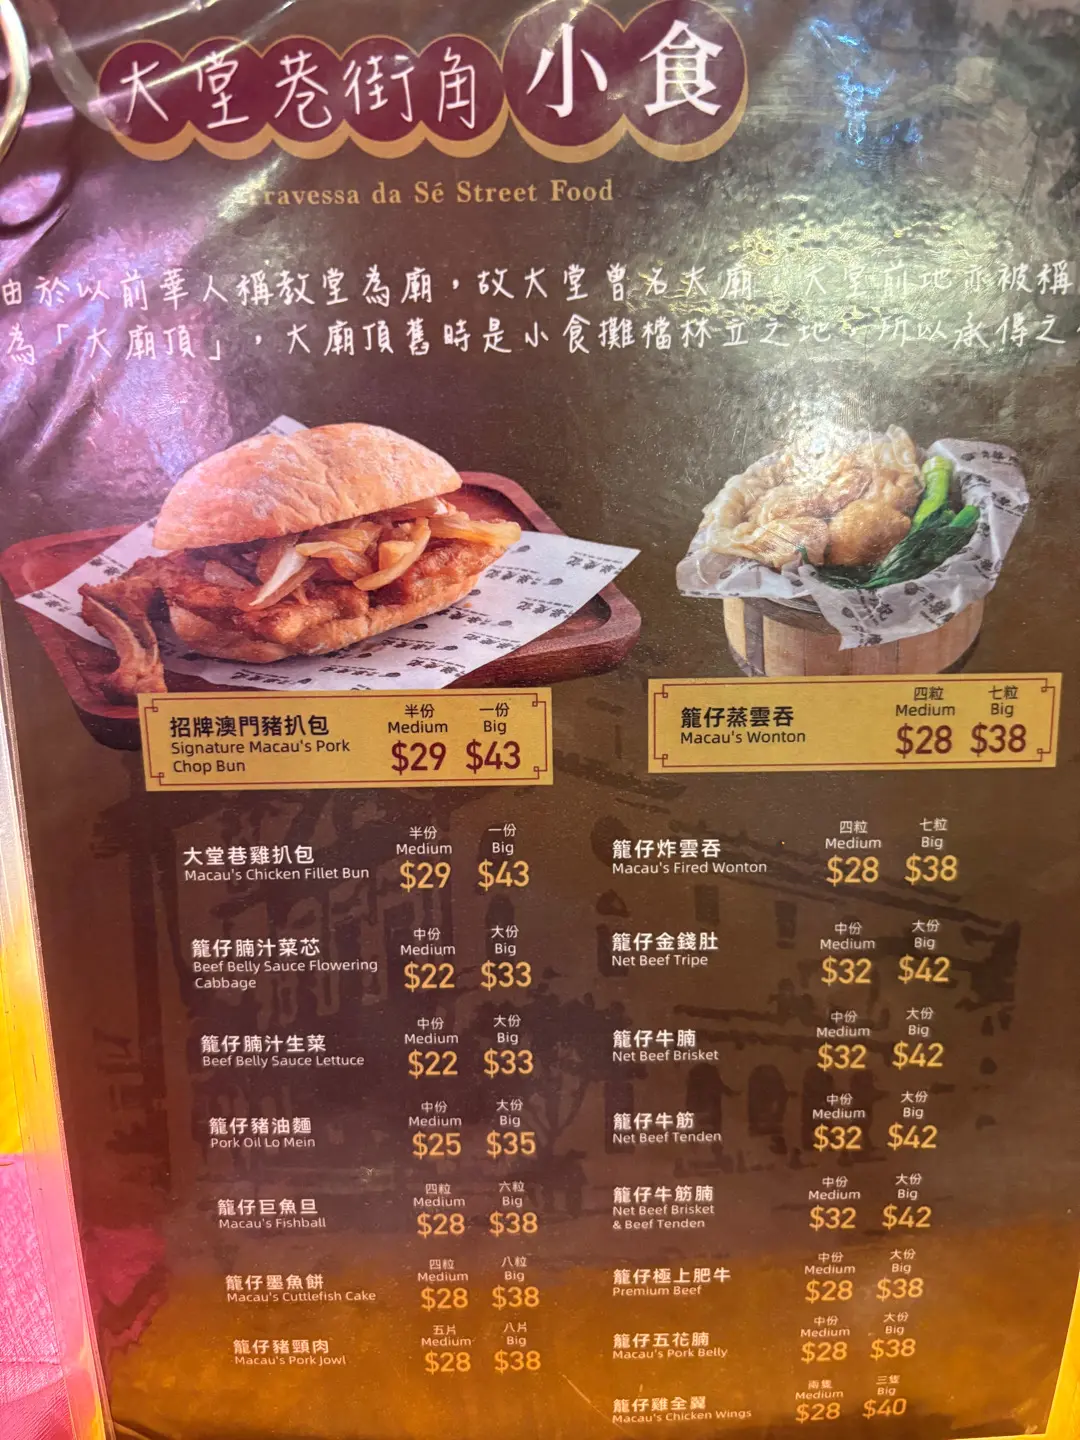 大堂巷街角小食
Travessa da Sé Street Food
由於以前華人稱教堂為廟，故大堂曾名大廟，大堂前地亦被稱
為「大廟頂」，大廟頂舊時是小食攤檔林立之地，所以承傳之
招牌澳門豬扒包
Signature Macau's Pork
Chop Bun
半份 一份
Medium Big
$29 $43
籠仔蒸雲吞
Macau's Wonton
四粒 七粒
Medium Big
$28 $38
大堂巷雞扒包
Macau's Chicken Fillet Bun
半份 一份
Medium Big
$29 $43
籠仔腩汁菜芯
Beef Belly Sauce Flowering
Cabbage
中份 大份
Medium Big
$22 $33
籠仔腩汁生菜
Beef Belly Sauce Lettuce
中份 大份
Medium Big
$22 $33
籠仔豬油麵
Pork Oil Lo Mein
中份 大份
Medium Big
$25 $35
籠仔巨魚旦
Macau's Fishball
四粒 六粒
Medium Big
$28 $38
籠仔墨魚餅
Macau's Cuttlefish Cake
四粒 八粒
Medium Big
$28 $38
籠仔豬頸肉
Macau's Pork Jowl
五片 八片
Medium Big
$28 $38
籠仔炸雲吞
Macau's Fired Wonton
四粒 七粒
Medium Big
$28 $38
籠仔金錢肚
Net Beef Tripe
中份 大份
Medium Big
$32 $42
籠仔牛腩
Net Beef Brisket
中份 大份
Medium Big
$32 $42
籠仔牛筋
Net Beef Tenden
中份 大份
Medium Big
$32 $42
籠仔牛筋腩
Net Beef Brisket
& Beef Tenden
中份 大份
Medium Big
$32 $42
籠仔極上肥牛
Premium Beef
中份 大份
Medium Big
$28 $38
籠仔五花腩
Macau's Pork Belly
中份 大份
Medium Big
$28 $38
籠仔雞全翼
Macau's Chicken Wings
兩隻 三隻
Medium Big
$28 $40